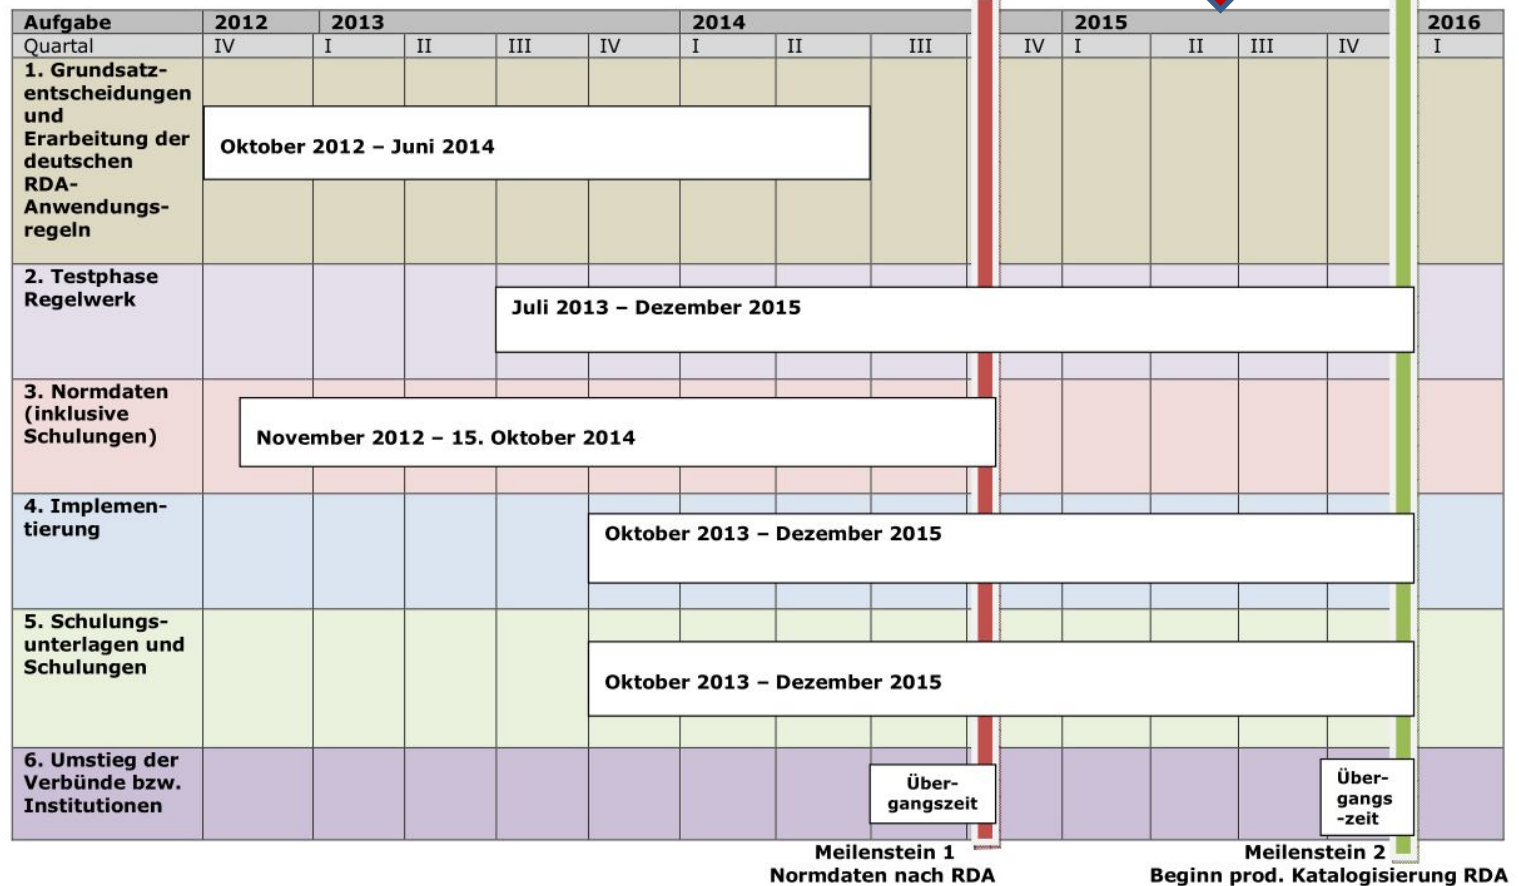 Aufgabe 2012 2013 2014 2015 2016
Quartal IV I II III IV I II III IV I II III IV I
1. Grundsatz-
entscheidungen
und
Erarbeitung der
deutschen
RDA-
Anwendungs-
regeln
Oktober 2012 – Juni 2014
2. Testphase
Regelwerk
Juli 2013 – Dezember 2015
3. Normdaten
(inklusive
Schulungen)
November 2012 – 15. Oktober 2014
4. Implemen-
tierung
Oktober 2013 – Dezember 2015
5. Schulungs-
unterlagen und
Schulungen
Oktober 2013 – Dezember 2015
6. Umstieg der
Verbünde bzw.
Institutionen
Über-
gangszeit
Über-
gangs
-zeit
Meilenstein 1
Normdaten nach RDA
Meilenstein 2
Beginn prod. Katalogisierung RDA